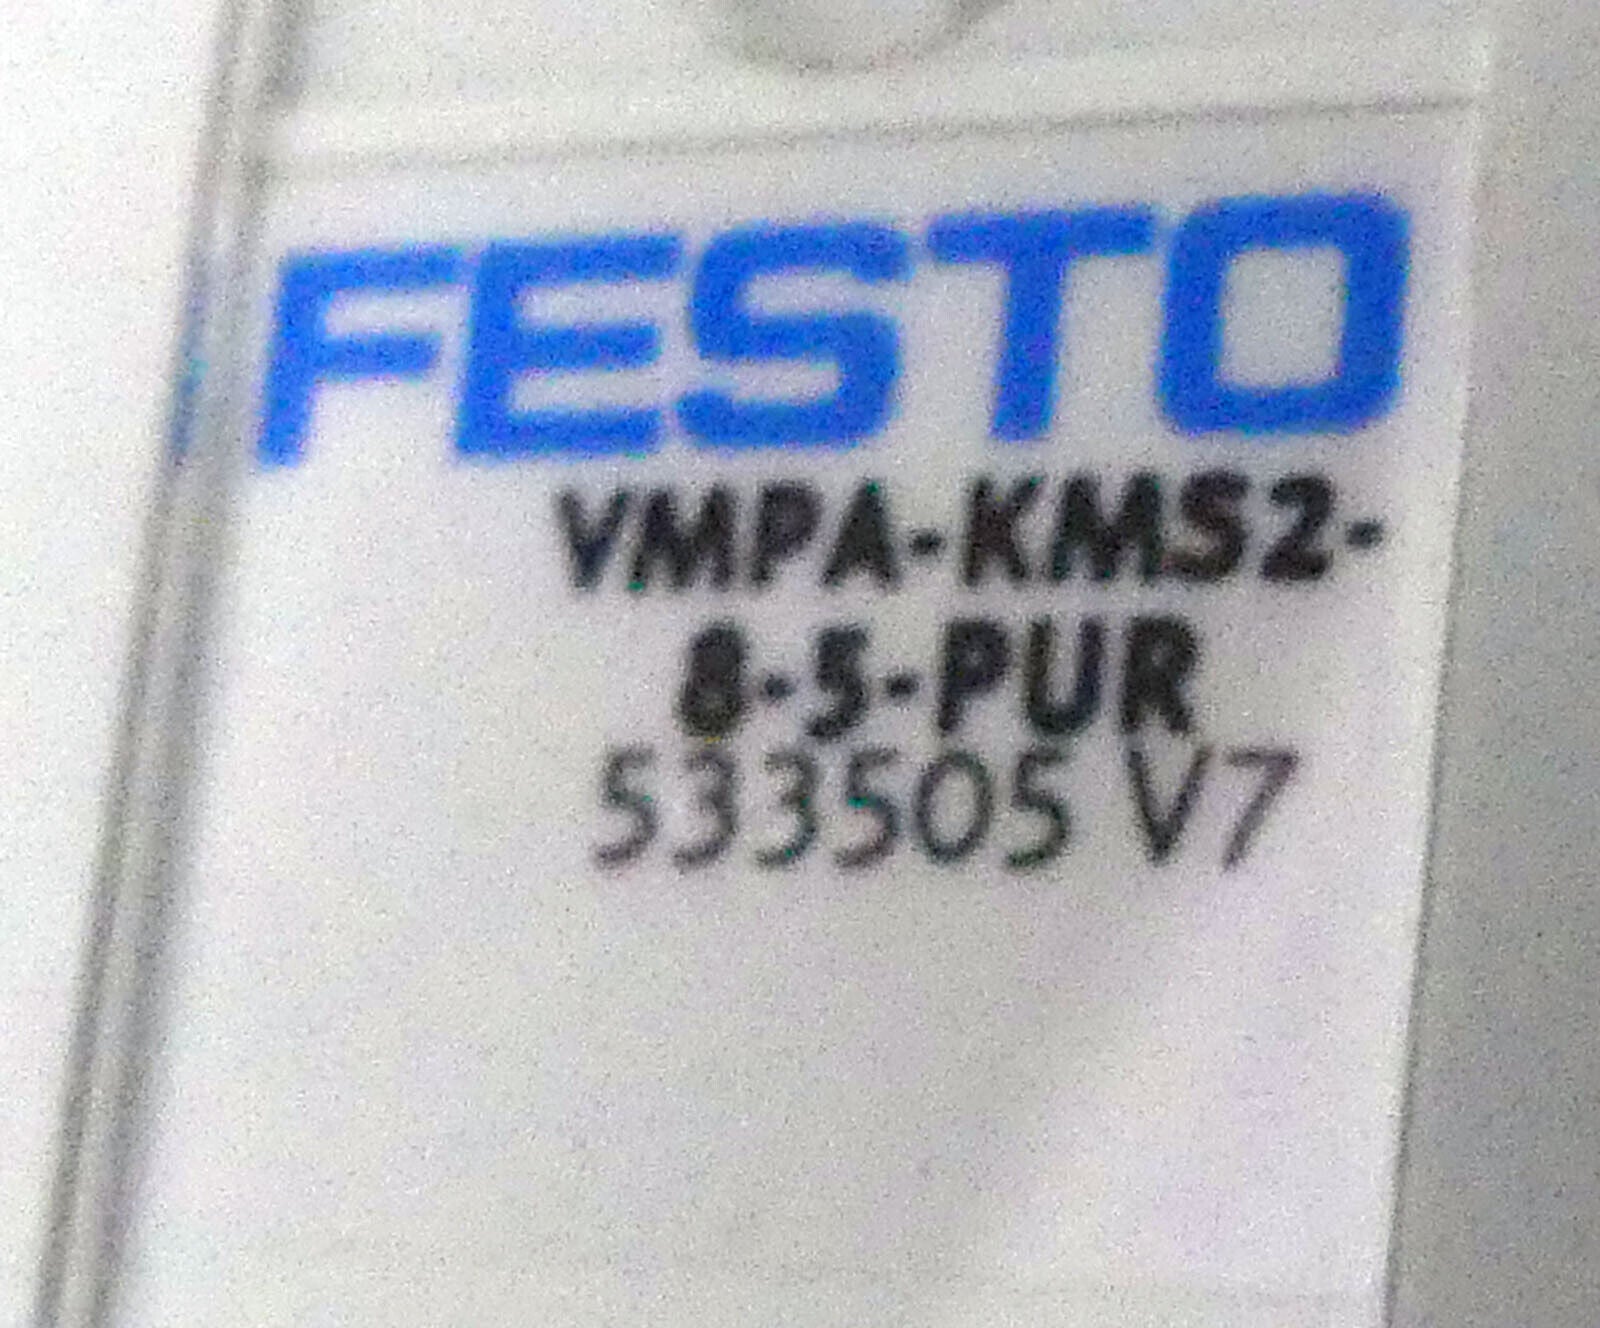 FESTO
VMPA-KMS2-
8-5-PUR
533505 V7